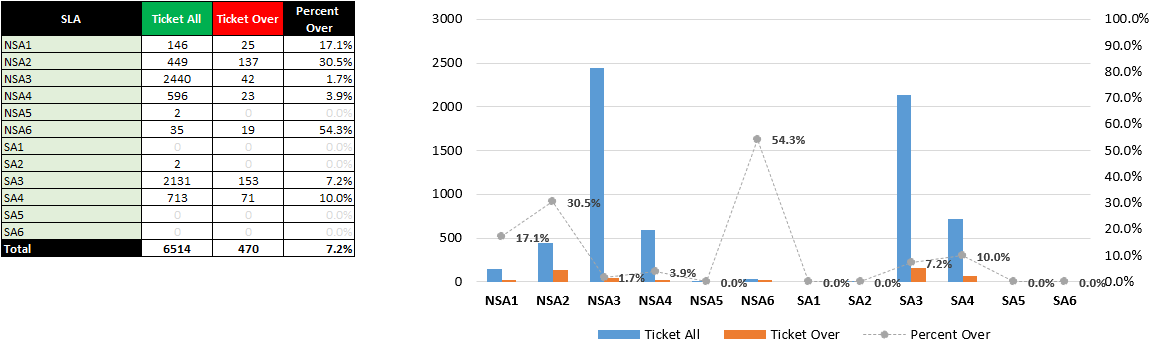 SLA Ticket All Ticket Over Percent Over
NSA1 146 25 17.1%
NSA2 449 137 30.5%
NSA3 2440 42 1.7%
NSA4 596 23 3.9%
NSA5 2 0 0.0%
NSA6 35 19 54.3%
SA1 0 0 0.0%
SA2 2 0 0.0%
SA3 2131 153 7.2%
SA4 713 71 10.0%
SA5 0 0 0.0%
SA6 0 0 0.0%
Total 6514 470 7.2%
3000
2500
2000
1500
1000
500
0
100.0%
90.0%
80.0%
70.0%
60.0%
50.0%
40.0%
30.0%
20.0%
10.0%
0.0%
17.1% 30.5% 1.7% 3.9% 0.0% 54.3% 0.0% 0.0% 7.2% 10.0% 0.0% 0.0%
NSA1 NSA2 NSA3 NSA4 NSA5 NSA6 SA1 SA2 SA3 SA4 SA5 SA6
Ticket All Ticket Over Percent Over